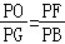 PO/PG = PF/PB